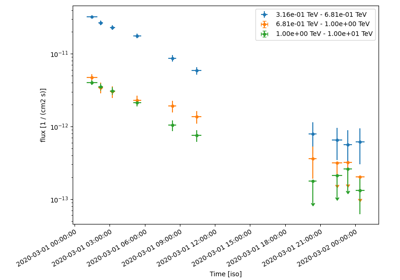 3.16e-01 TeV - 6.81e-01 TeV
6.81e-01 TeV - 1.00e+00 TeV
1.00e+00 TeV - 1.00e+01 TeV
flux [1 / (cm2 s)]
10⁻¹¹
10⁻¹²
10⁻¹³
2020-03-01 00:00:00
2020-03-01 03:00:00
2020-03-01 06:00:00
2020-03-01 09:00:00
2020-03-01 12:00:00
2020-03-01 15:00:00
2020-03-01 18:00:00
2020-03-01 21:00:00
2020-03-02 00:00:00
Time [iso]